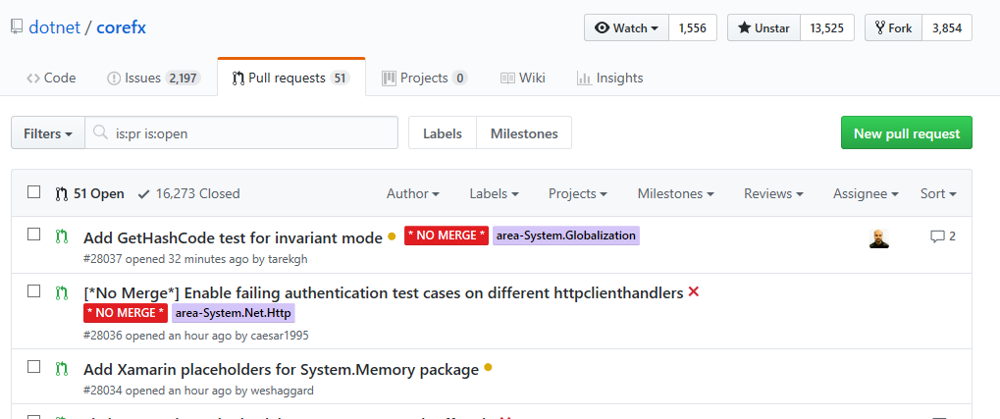 dotnet / corefx
Watch 1,556 Unstar 13,525 Fork 3,854
Code Issues 2,197 Pull requests 51 Projects 0 Wiki Insights
Filters is:pr is:open Labels Milestones New pull request
51 Open 16,273 Closed Author Labels Projects Milestones Reviews Assignee Sort
Add GetHashCode test for invariant mode * NO MERGE * area-System.Globalization 2
#28037 opened 32 minutes ago by tarekgh
[*No Merge*] Enable failing authentication test cases on different httpclienthandlers
* NO MERGE * area-System.Net.Http
#28036 opened an hour ago by caesar1995
Add Xamarin placeholders for System.Memory package
#28034 opened an hour ago by weshaggard